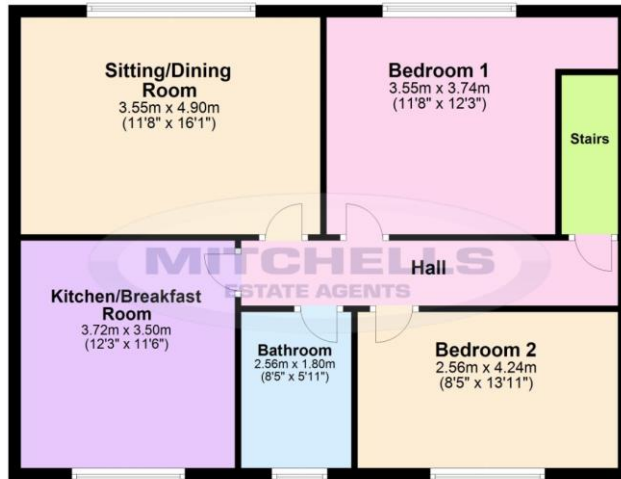 Sitting/Dining
Room
3.55m x 4.90m
(11'8" x 16'1")
Bedroom 1
3.55m x 3.74m
(11'8" x 12'3")
Stairs
MITCHELLS
ESTATE AGENTS
Hall
Kitchen/Breakfast
Room
3.72m x 3.50m
(12'3" x 11'6")
Bathroom
2.56m x 1.80m
(8'5" x 5'11")
Bedroom 2
2.56m x 4.24m
(8'5" x 13'11")